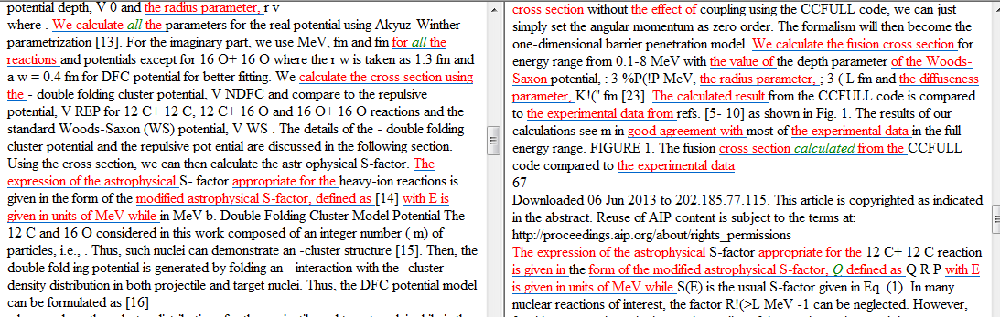 potential depth, V 0 and the radius parameter, r v
where . We calculate all the parameters for the real potential using Akyuz-Winther
parametrization [13]. For the imaginary part, we use MeV, fm and fm for all the
reactions and potentials except for 16 O+ 16 O where the r w is taken as 1.3 fm and
a w = 0.4 fm for DFC potential for better fitting. We calculate the cross section using
the - double folding cluster potential, V NDFC and compare to the repulsive
potential, V REP for 12 C+ 12 C, 12 C+ 16 O and 16 O+ 16 O reactions and the
standard Woods-Saxon (WS) potential, V WS . The details of the - double folding
cluster potential and the repulsive pot ential are discussed in the following section.
Using the cross section, we can then calculate the astr ophysical S-factor. The
expression of the astrophysical S- factor appropriate for the heavy-ion reactions is
given in the form of the modified astrophysical S-factor, defined as [14] with E is
given in units of MeV while in MeV b. Double Folding Cluster Model Potential The
12 C and 16 O considered in this work composed of an integer number ( m) of
particles, i.e., . Thus, such nuclei can demonstrate an -cluster structure [15]. Then, the
double fold ing potential is generated by folding an - interaction with the -cluster
density distribution in both projectile and target nuclei. Thus, the DFC potential model
can be formulated as [16]
cross section without the effect of coupling using the CCFULL code, we can just
simply set the angular momentum as zero order. The formalism will then become the
one-dimensional barrier penetration model. We calculate the fusion cross section for
energy range from 0.1-8 MeV with the value of the depth parameter of the Woods-
Saxon potential, : 3 %P(!P MeV, the radius parameter, ; 3 ( L fm and the diffuseness
parameter, K!(" fm [23]. The calculated result from the CCFULL code is compared
to the experimental data from refs. [5- 10] as shown in Fig. 1. The results of our
calculations see m in good agreement with most of the experimental data in the full
energy range. FIGURE 1. The fusion cross section calculated from the CCFULL
code compared to the experimental data
67
Downloaded 06 Jun 2013 to 202.185.77.115. This article is copyrighted as indicated
in the abstract. Reuse of AIP content is subject to the terms at:
http://proceedings.aip.org/about/rights_permissions
The expression of the astrophysical S-factor appropriate for the 12 C+ 12 C reaction
is given in the form of the modified astrophysical S-factor, Q defined as Q R P with E
is given in units of MeV while S(E) is the usual S-factor given in Eq. (1). In many
nuclear reactions of interest, the factor R!(>L MeV -1 can be neglected. However,